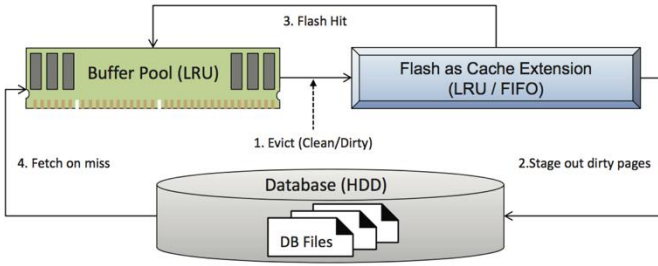 3. Flash Hit
Buffer Pool (LRU)
Flash as Cache Extension
(LRU / FIFO)
1. Evict (Clean/Dirty)
4. Fetch on miss
2.Stage out dirty pages
Database (HDD)
DB Files